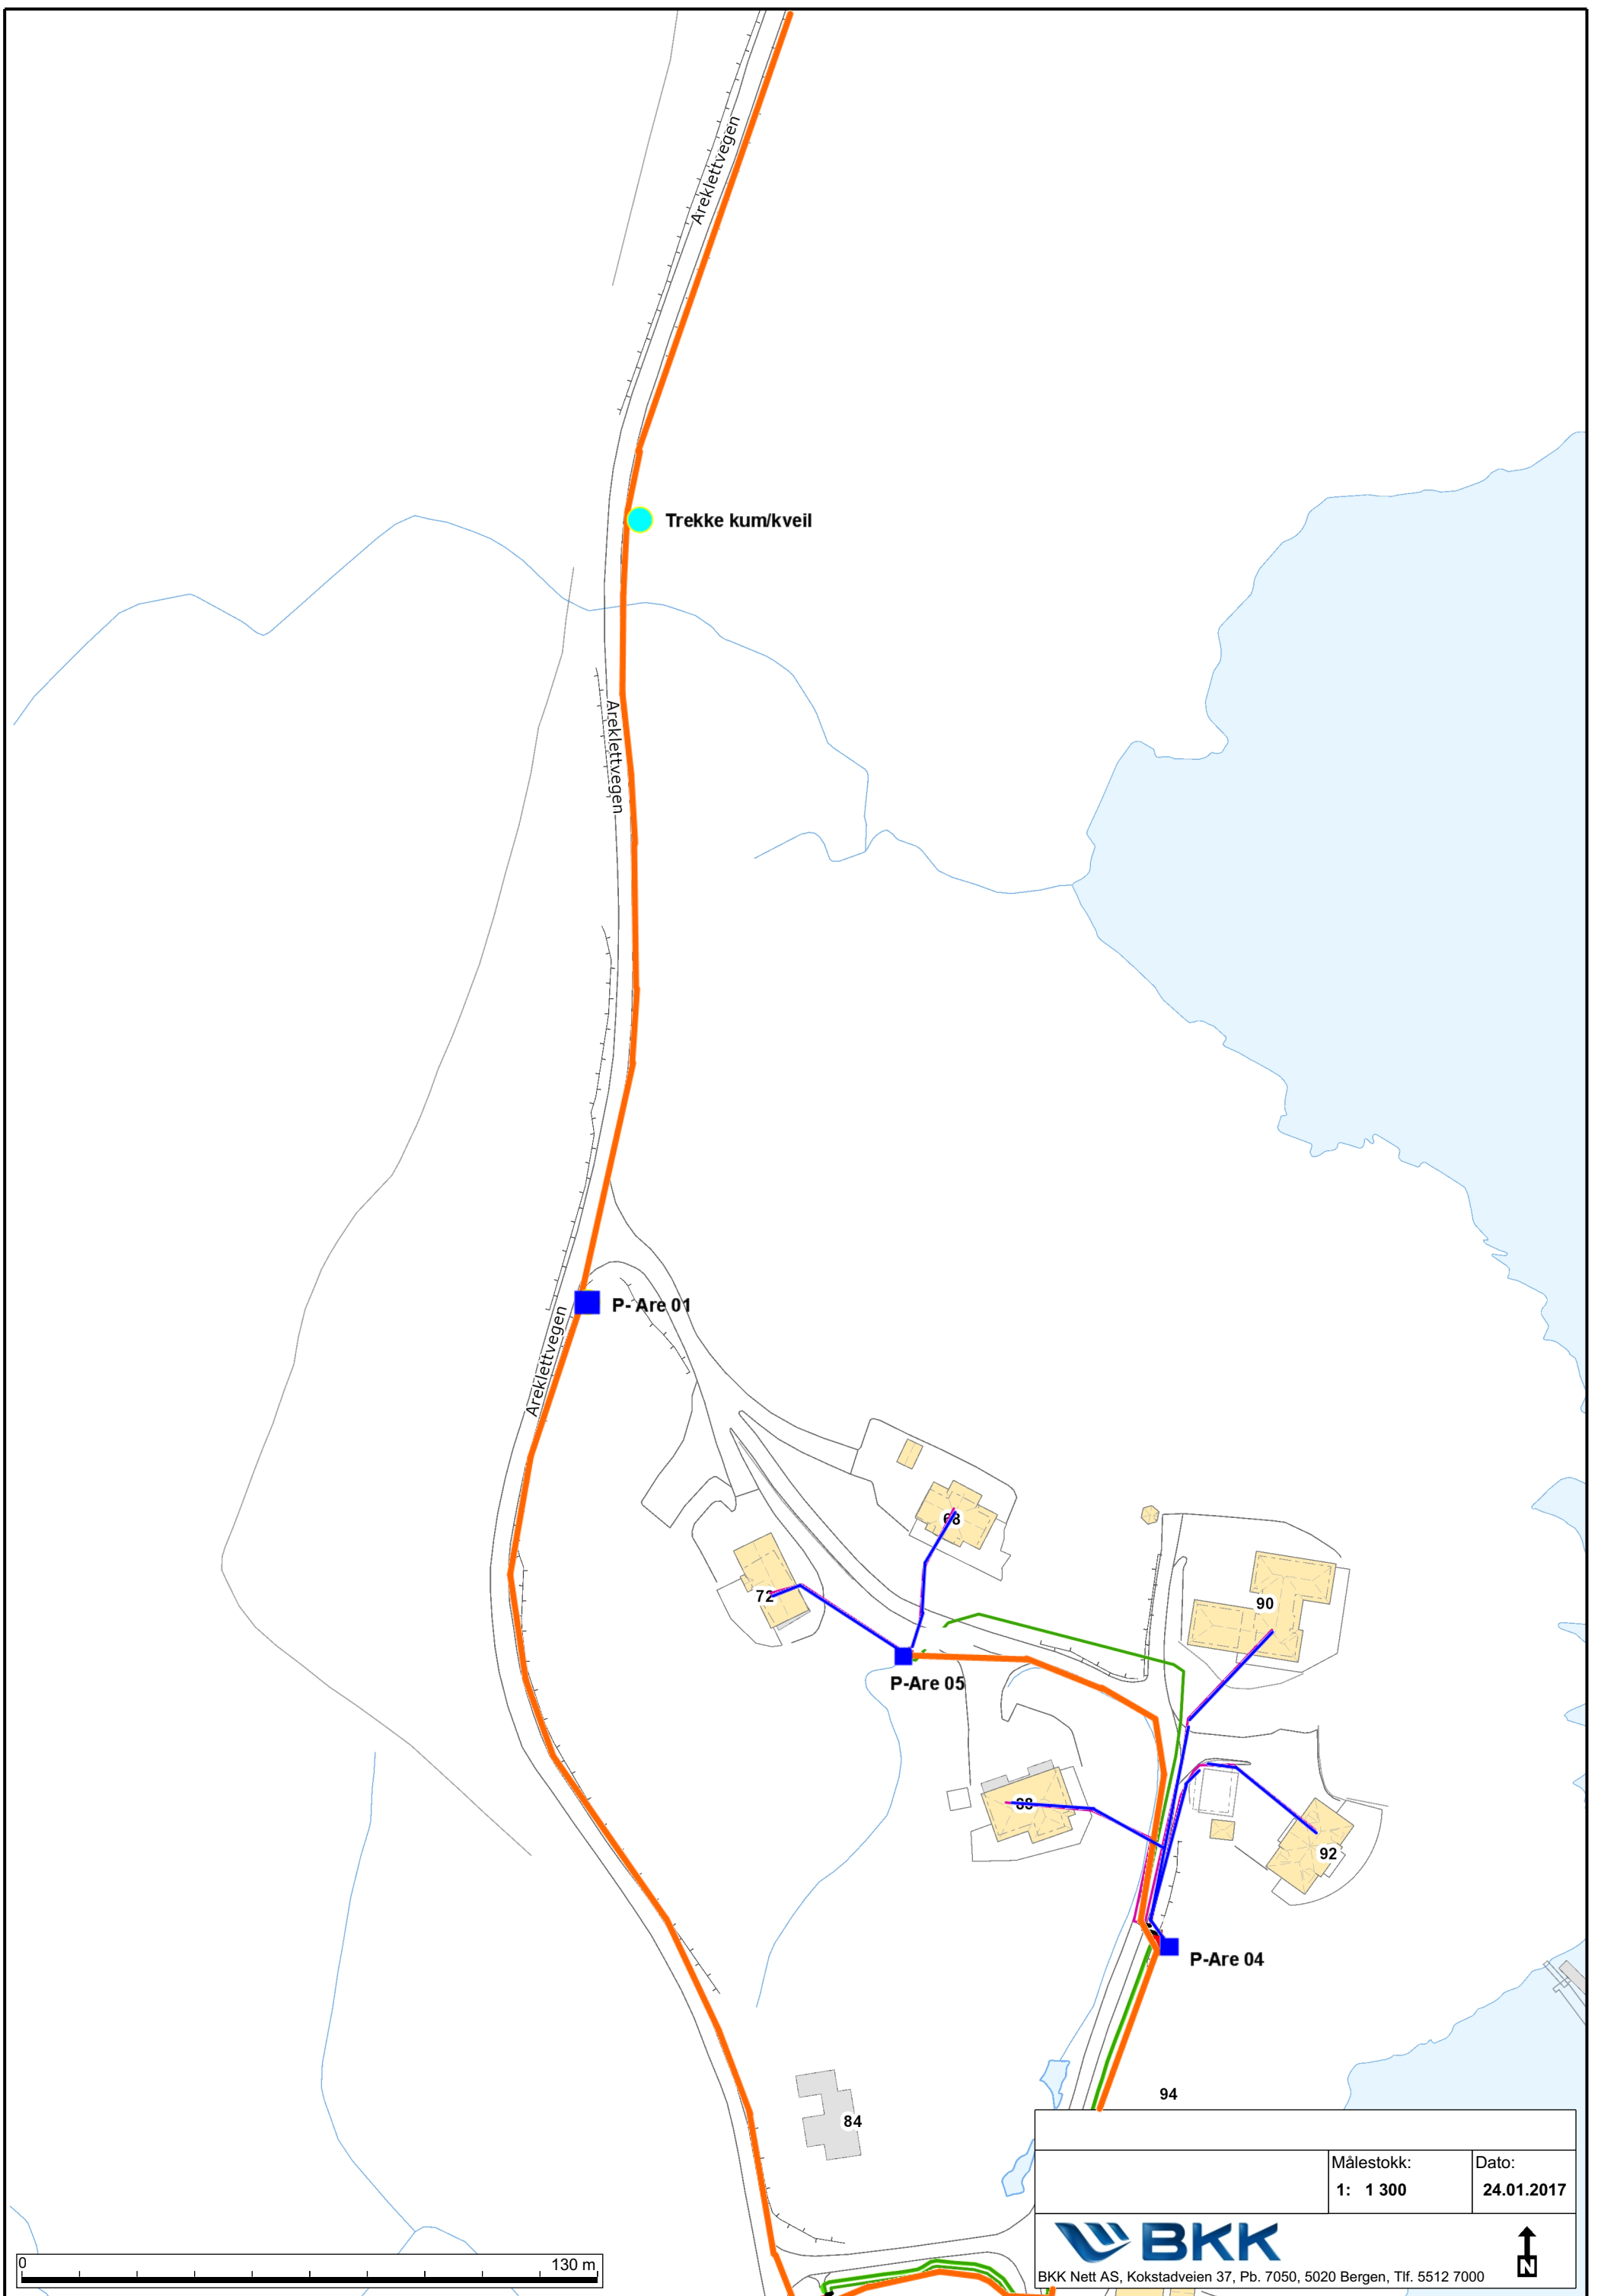 Areklettvegen
Trekke kum/kveil
Areklettvegen
P- Are 01
Areklettvegen
68
72
90
P-Are 05
88
92
P-Are 04
94
84
Målestokk:
1: 1 300
Dato:
24.01.2017
BKK
N
BKK Nett AS, Kokstadveien 37, Pb. 7050, 5020 Bergen, Tlf. 5512 7000
0
130 m